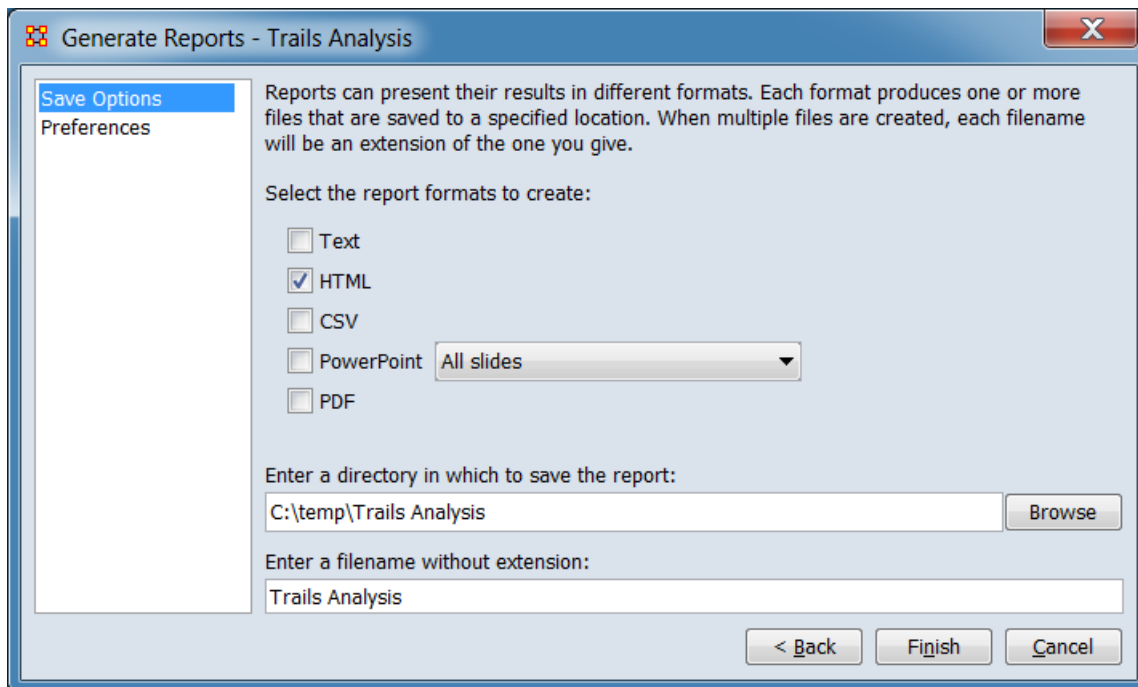 Generate Reports - Trails Analysis
X
Save Options
Preferences
Reports can present their results in different formats. Each format produces one or more
files that are saved to a specified location. When multiple files are created, each filename
will be an extension of the one you give.
Select the report formats to create:
Text
HTML
CSV
PowerPoint All slides
PDF
Enter a directory in which to save the report:
C:\temp\Trails Analysis Browse
Enter a filename without extension:
Trails Analysis
< Back Finish Cancel